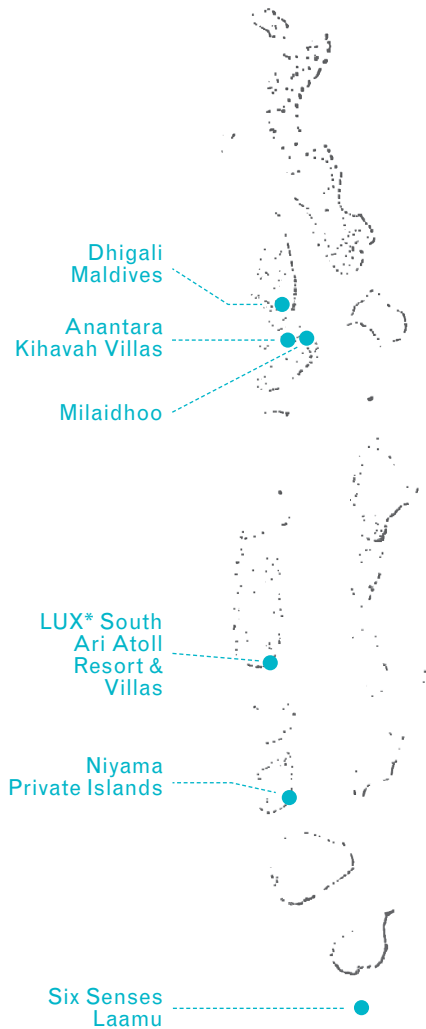 Dhigali
Maldives
Anantara
Kihavah Villas
Milaidhoo
LUX* South
Ari Atoll
Resort &
Villas
Niyama
Private Islands
Six Senses
Laamu